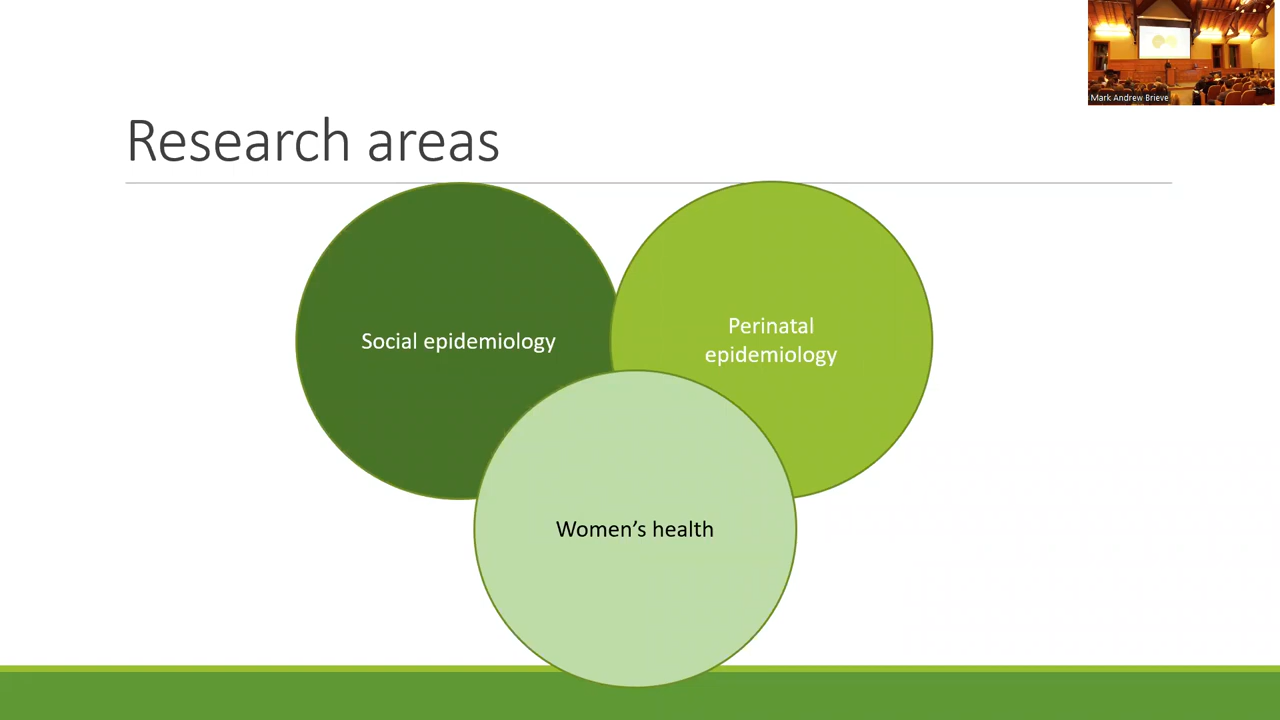 Mark Andrew Brieve
Research areas
Social epidemiology
Perinatal
epidemiology
Women's health